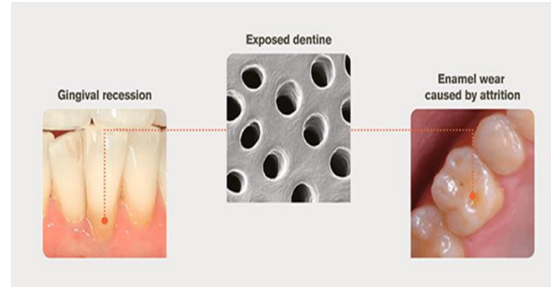 Exposed dentine
Gingival recession
Enamel wear
caused by attrition